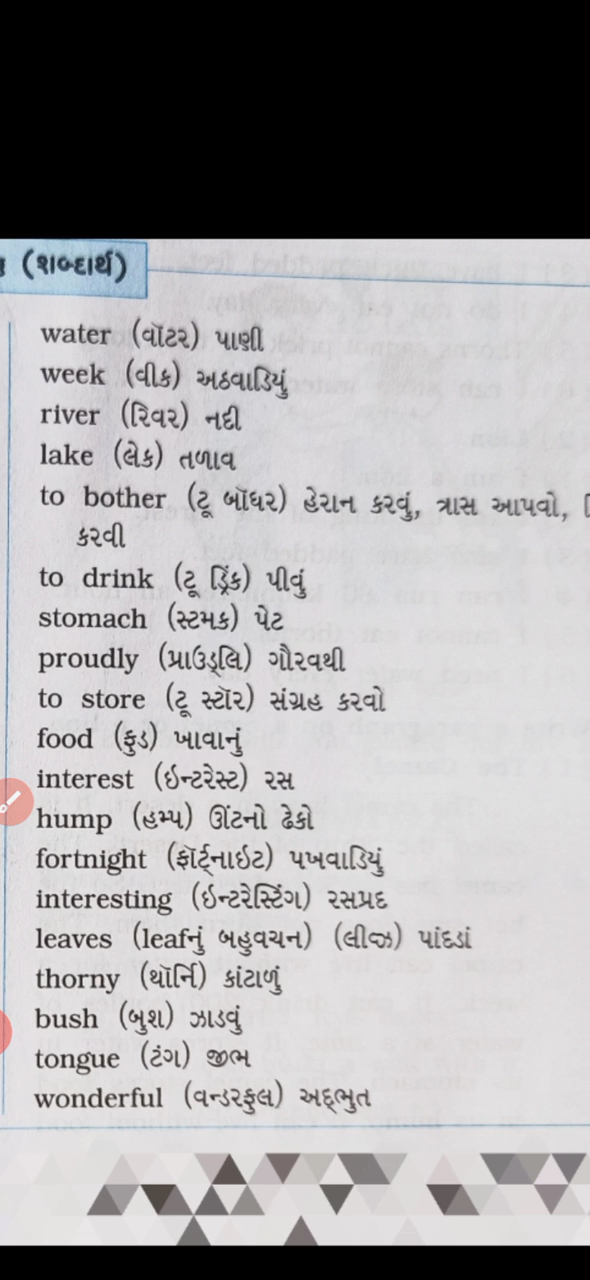 (શબ્દાર્થ)
water (વૉટર) પાણી
week (વીક) અઠવાડિયું
river (રિવર) નદી
lake (લેક) તળાવ
to bother (ટૂ બૉધર) હેરાન કરવું, ત્રાસ આપવો,
કરવી
to drink (ટૂ ડ્રિંક) પીવું
stomach (સ્ટમક) પેટ
proudly (પ્રાઉડ્લિ) ગૌરવથી
to store (ટૂ સ્ટૉર) સંગ્રહ કરવો
food (ફૂડ) ખાવાનું
interest (ઇન્ટરેસ્ટ) રસ
hump (હમ્પ) ઊંટનો ઢેકો
fortnight (ફૉર્ટ્નાઇટ) પખવાડિયું
interesting (ઇન્ટરેસ્ટિંગ) રસપ્રદ
leaves (leafનું બહુવચન) (લીવ્ઝ) પાંદડાં
thorny (થૉર્નિ) કાંટાળું
bush (બુશ) ઝાડવું
tongue (ટંગ) જીભ
wonderful (વન્ડરફુલ) અદ્ભુત